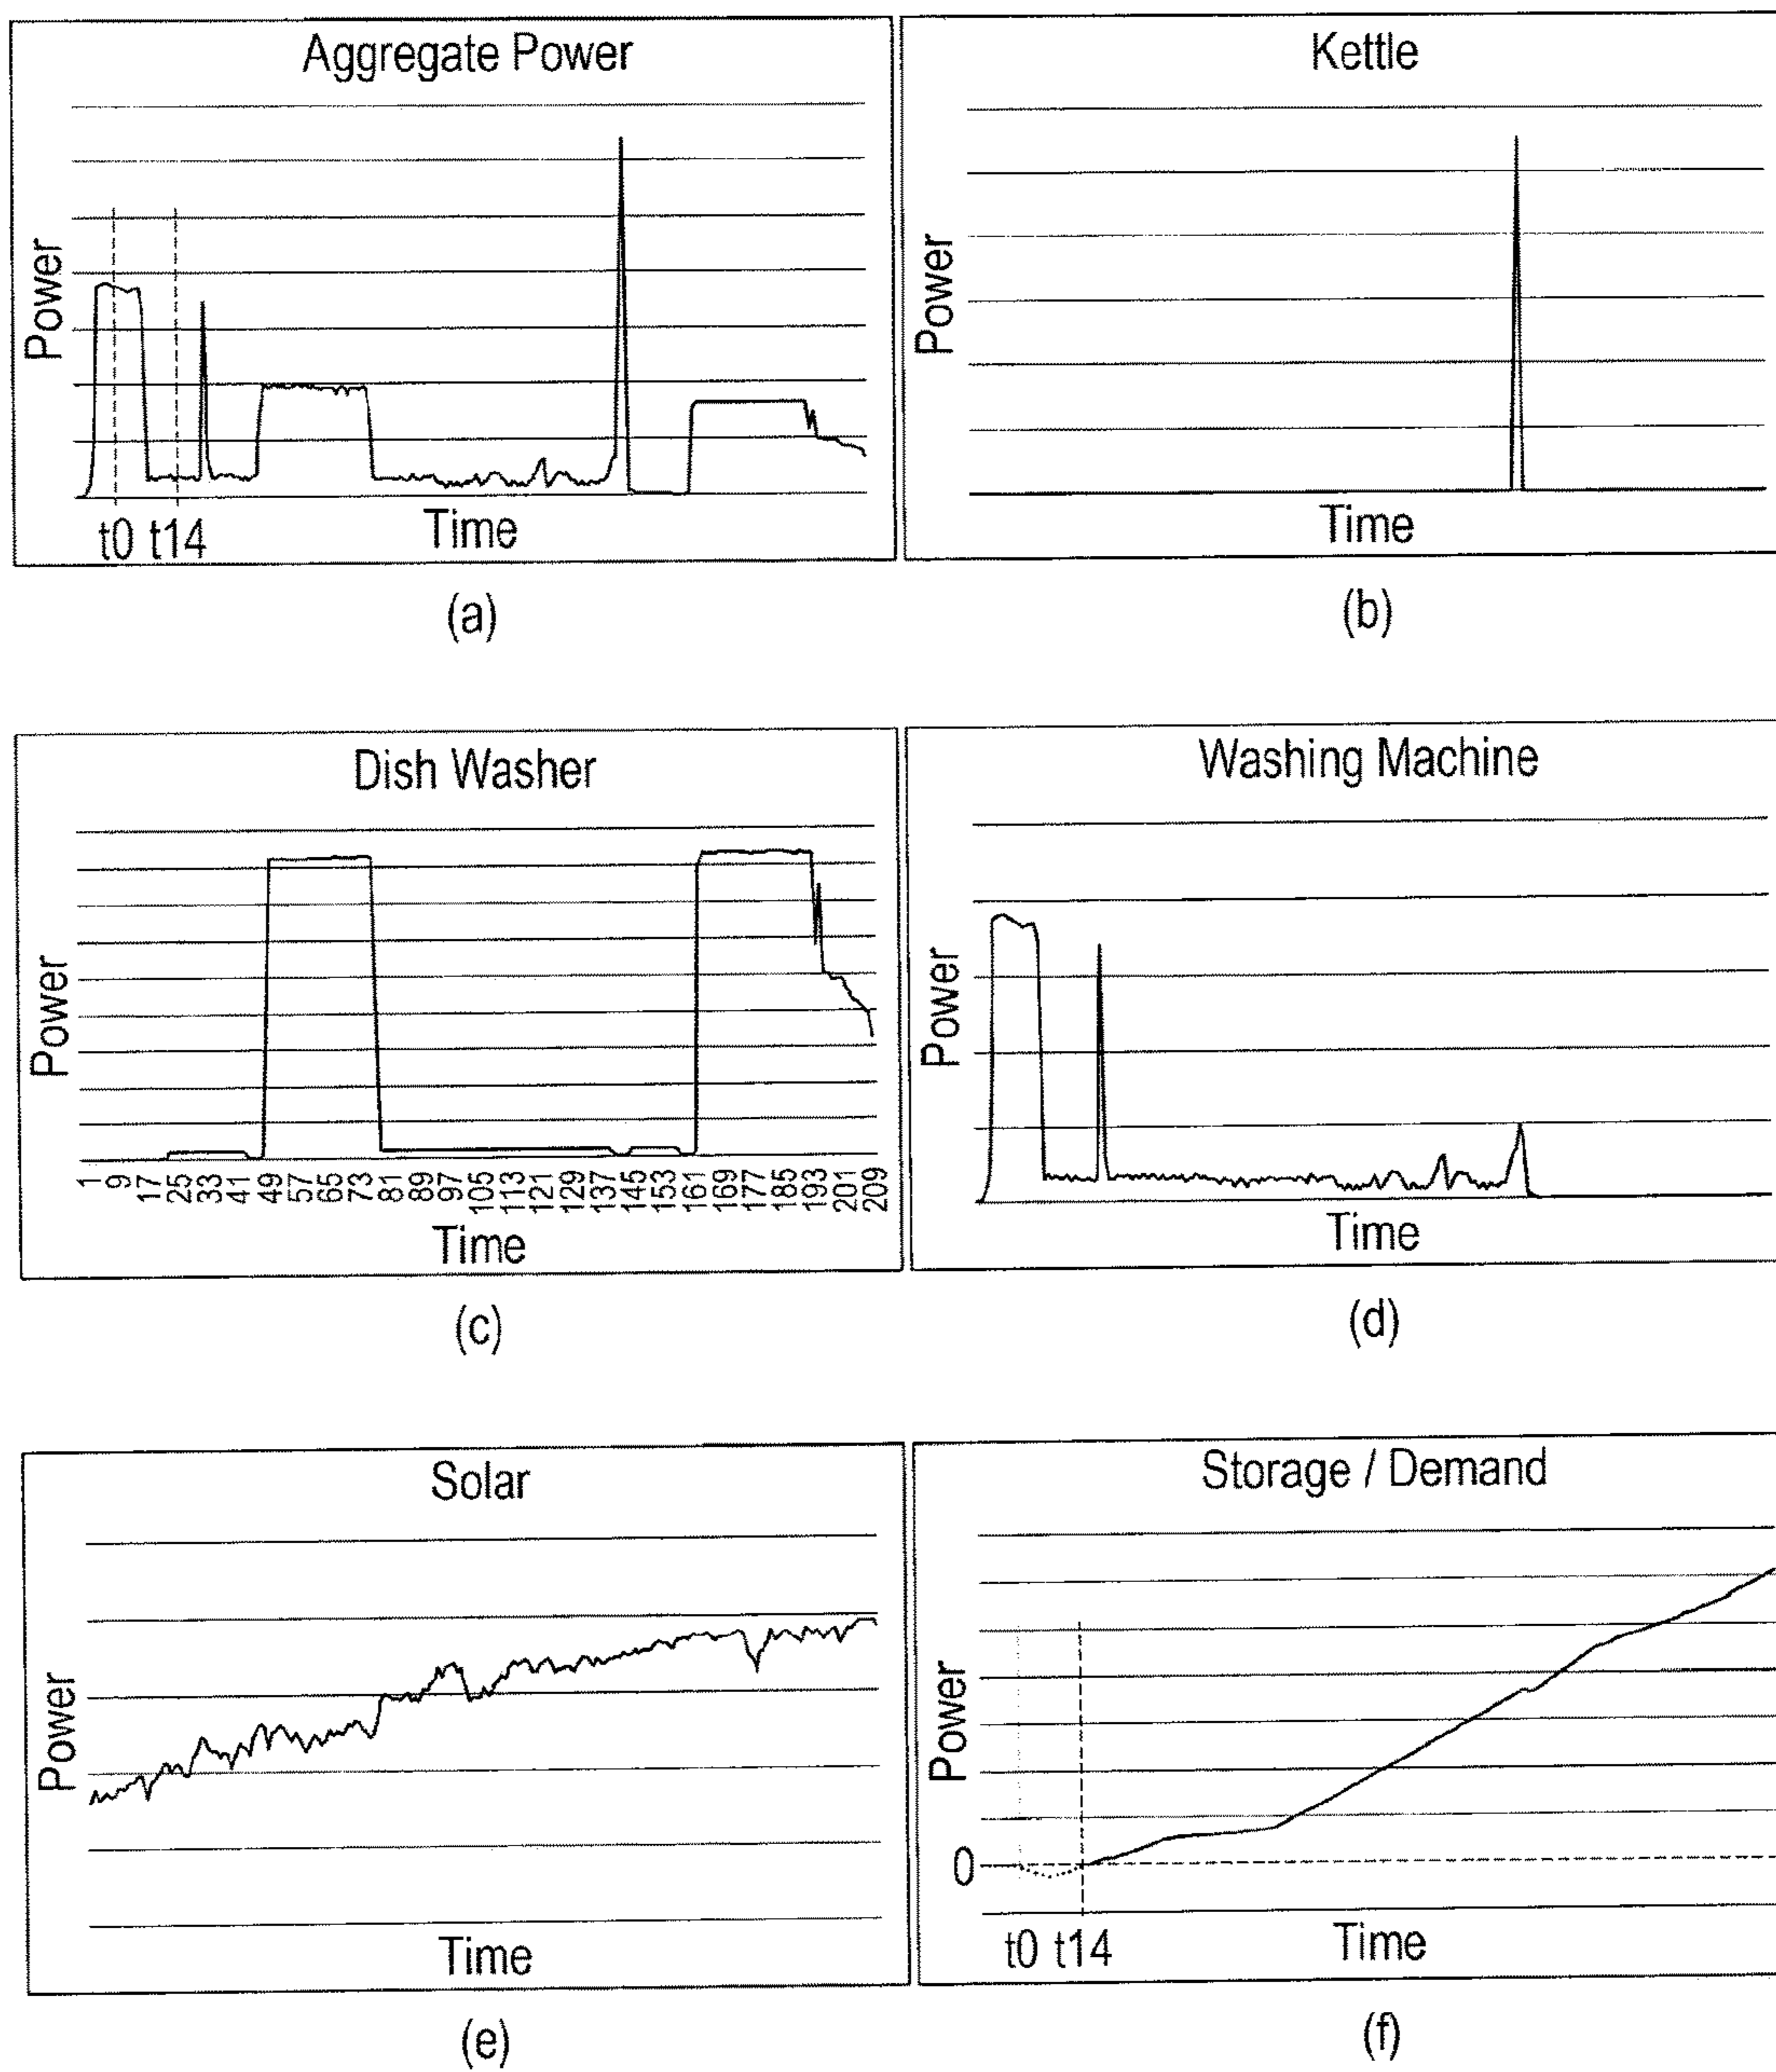 Aggregate Power
Power
t0 t14
Time
(a)
Kettle
Power
Time
(b)
Dish Washer
Power
1 9 17 25 33 41 49 57 65 73 81 89 97 105 113 121 129 137 145 153 161 169 177 185 193 201 209
Time
(c)
Washing Machine
Power
Time
(d)
Solar
Power
Time
(e)
Storage / Demand
Power
0
t0 t14
Time
(f)